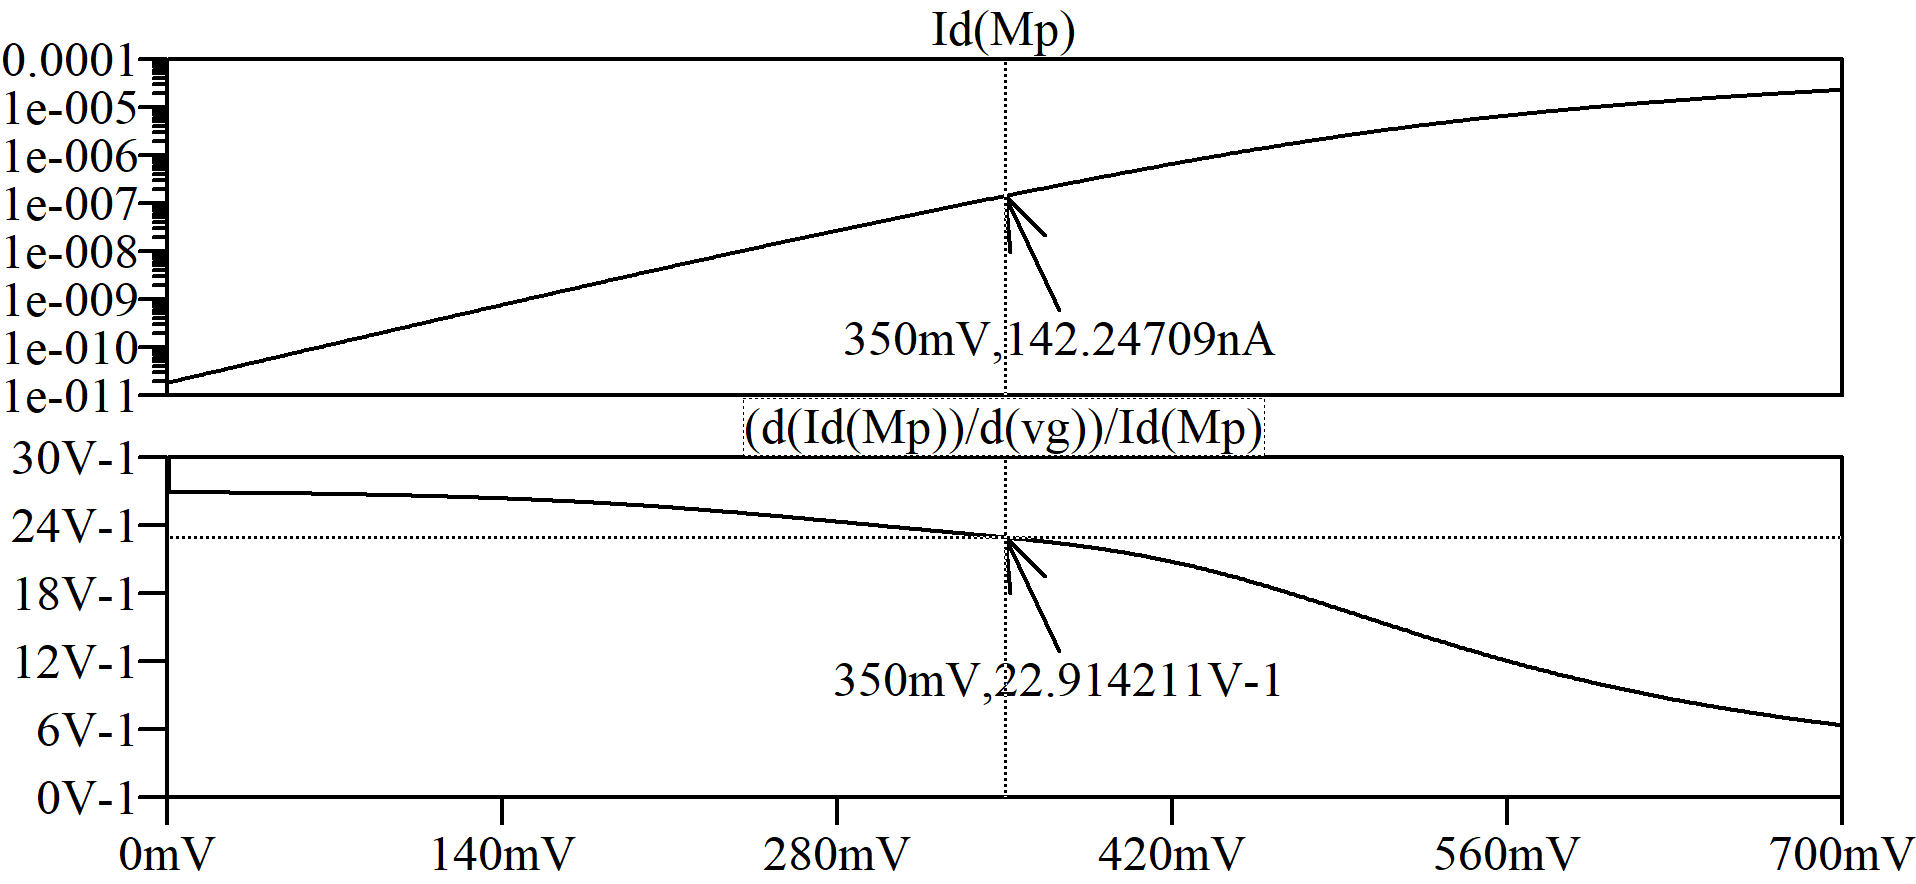 Id(Mp)
0.0001
1e-005
1e-006
1e-007
1e-008
1e-009
1e-010
1e-011
350mV,142.24709nA
(d(Id(Mp))/d(vg))/Id(Mp)
30V-1
24V-1
18V-1
12V-1
6V-1
0V-1
350mV,22.914211V-1
0mV 140mV 280mV 420mV 560mV 700mV